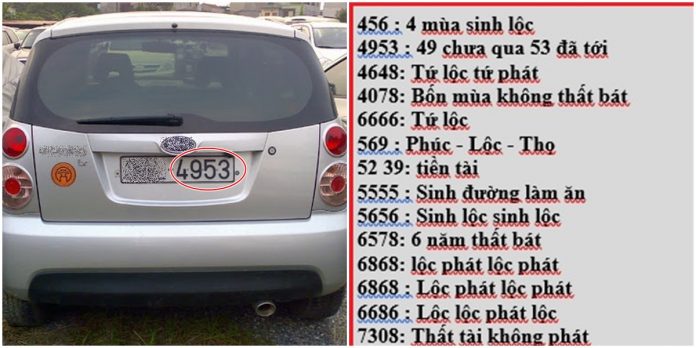 4953
456 : 4 mùa sinh lộc
4953 : 49 chưa qua 53 đã tới
4648: Tứ lộc tứ phát
4078: Bốn mùa không thất bát
6666: Tứ lộc
569 : Phúc - Lộc - Thọ
52 39: tiền tài
5555 : Sinh đường làm ăn
5656 : Sinh lộc sinh lộc
6578: 6 năm thất bát
6868: lộc phát lộc phát
6868 : Lộc phát lộc phát
6686 : Lộc lộc phát lộc
7308: Thất tài không phát